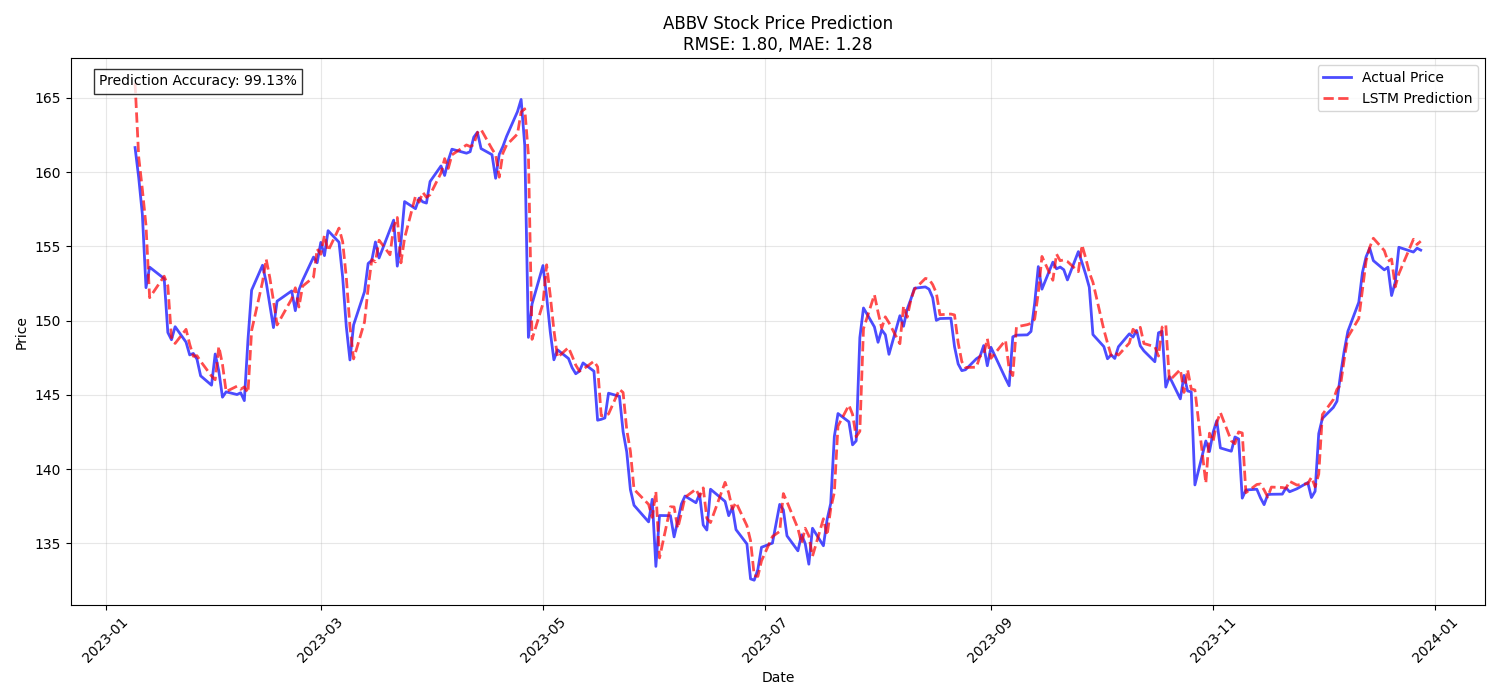 ABBV Stock Price Prediction
RMSE: 1.80, MAE: 1.28
Prediction Accuracy: 99.13%
Actual Price
LSTM Prediction
165
160
155
150
145
140
135
Price
2023-01
2023-03
2023-05
2023-07
2023-09
2023-11
2024-01
Date